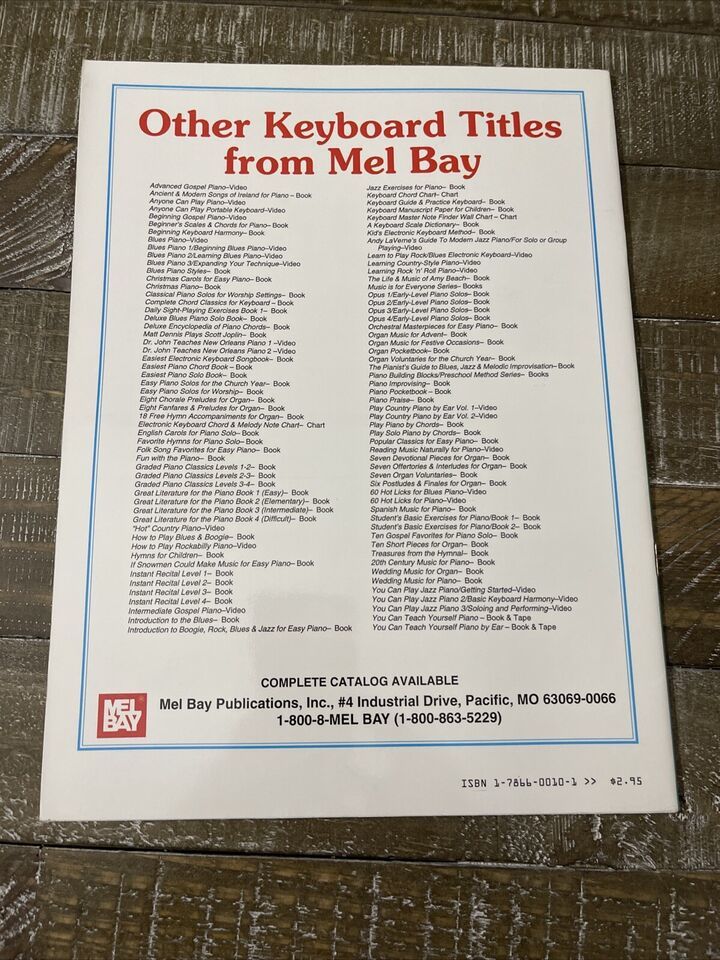 Other Keyboard Titles
from Mel Bay
Advanced Gospel Piano–Video
Ancient & Modern Songs of Ireland for Piano – Book
Anyone Can Play Piano–Video
Anyone Can Play Portable Keyboard–Video
Beginning Gospel Piano–Video
Beginner's Scales & Chords for Piano– Book
Beginning Keyboard Harmony– Book
Blues Piano–Video
Blues Piano 1/Beginning Blues Piano–Video
Blues Piano 2/Learning Blues Piano–Video
Blues Piano 3/Expanding Your Technique–Video
Blues Piano Styles– Book
Christmas Carols for Easy Piano– Book
Christmas Piano– Book
Classical Piano Solos for Worship Settings– Book
Complete Chord Classics for Keyboard – Book
Daily Sight-Playing Exercises Book 1– Book
Deluxe Blues Piano Solo Book– Book
Deluxe Encyclopedia of Piano Chords– Book
Matt Dennis Plays Scott Joplin– Book
Dr. John Teaches New Orleans Piano 1 –Video
Dr. John Teaches New Orleans Piano 2 –Video
Easiest Electronic Keyboard Songbook– Book
Easiest Piano Chord Book – Book
Easiest Piano Solo Book– Book
Easy Piano Solos for the Church Year– Book
Easy Piano Solos for Worship– Book
Eight Chorale Preludes for Organ– Book
Eight Fanfares & Preludes for Organ– Book
18 Free Hymn Accompaniments for Organ– Book
Electronic Keyboard Chord & Melody Note Chart– Chart
English Carols for Piano Solo– Book
Favorite Hymns for Piano Solo– Book
Folk Song Favorites for Easy Piano– Book
Fun with the Piano– Book
Graded Piano Classics Levels 1-2– Book
Graded Piano Classics Levels 2-3– Book
Graded Piano Classics Levels 3-4– Book
Great Literature for the Piano Book 1 (Easy)– Book
Great Literature for the Piano Book 2 (Elementary)– Book
Great Literature for the Piano Book 3 (Intermediate)– Book
Great Literature for the Piano Book 4 (Difficult)– Book
"Hot" Country Piano–Video
How to Play Blues & Boogie– Book
How to Play Rockabilly Piano–Video
Hymns for Children– Book
If Snowmen Could Make Music for Easy Piano– Book
Instant Recital Level 1– Book
Instant Recital Level 2– Book
Instant Recital Level 3– Book
Instant Recital Level 4– Book
Intermediate Gospel Piano–Video
Introduction to the Blues– Book
Introduction to Boogie, Rock, Blues & Jazz for Easy Piano– Book
Jazz Exercises for Piano– Book
Keyboard Chord Chart– Chart
Keyboard Guide & Practice Keyboard– Book
Keyboard Manuscript Paper for Children– Book
Keyboard Master Note Finder Wall Chart – Chart
A Keyboard Scale Dictionary– Book
Kid's Electronic Keyboard Method– Book
Andy LaVerne's Guide To Modern Jazz Piano/For Solo or Group
Playing–Video
Learn to Play Rock/Blues Electronic Keyboard–Video
Learning Country-Style Piano–Video
Learning Rock 'n' Roll Piano–Video
The Life & Music of Amy Beach– Book
Music is for Everyone Series– Books
Opus 1/Early-Level Piano Solos– Book
Opus 2/Early-Level Piano Solos– Book
Opus 3/Early-Level Piano Solos– Book
Opus 4/Early-Level Piano Solos– Book
Orchestral Masterpieces for Easy Piano– Book
Organ Music for Advent– Book
Organ Music for Festive Occasions– Book
Organ Pocketbook– Book
Organ Voluntaries for the Church Year– Book
The Pianist's Guide to Blues, Jazz & Melodic Improvisation–Book
Piano Building Blocks/Preschool Method Series– Books
Piano Improvising– Book
Piano Pocketbook – Book
Piano Praise– Book
Play Country Piano by Ear Vol. 1–Video
Play Country Piano by Ear Vol. 2–Video
Play Piano by Chords– Book
Play Solo Piano by Chords– Book
Popular Classics for Easy Piano– Book
Reading Music Naturally for Piano–Video
Seven Devotional Pieces for Organ– Book
Seven Offertories & Interludes for Organ– Book
Seven Organ Voluntaries– Book
Six Postludes & Finales for Organ– Book
60 Hot Licks for Blues Piano–Video
60 Hot Licks for Piano–Video
Spanish Music for Piano– Book
Student's Basic Exercises for Piano/Book 1– Book
Student's Basic Exercises for Piano/Book 2– Book
Ten Gospel Favorites for Piano Solo– Book
Ten Short Pieces for Organ– Book
Treasures from the Hymnal– Book
20th Century Music for Piano– Book
Wedding Music for Organ– Book
Wedding Music for Piano– Book
You Can Play Jazz Piano/Getting Started–Video
You Can Play Jazz Piano 2/Basic Keyboard Harmony–Video
You Can Play Jazz Piano 3/Soloing and Performing–Video
You Can Teach Yourself Piano – Book & Tape
You Can Teach Yourself Piano by Ear – Book & Tape
COMPLETE CATALOG AVAILABLE
MEL
BAY
®
Mel Bay Publications, Inc., #4 Industrial Drive, Pacific, MO 63069-0066
1-800-8-MEL BAY (1-800-863-5229)
ISBN 1-7866-0010-1 >> $2.95